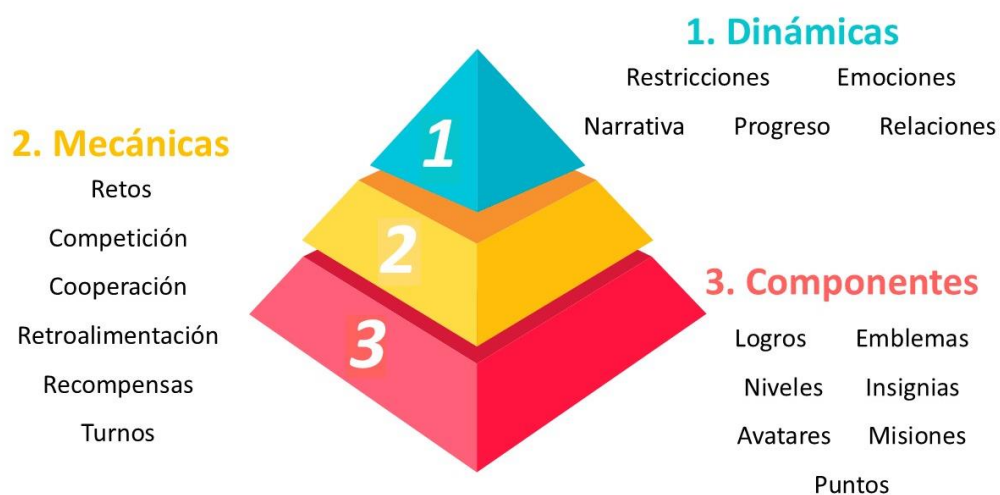 1. Dinámicas
Restricciones Emociones
Narrativa Progreso Relaciones
2. Mecánicas
Retos
Competición
Cooperación
Retroalimentación
Recompensas
Turnos
1
2
3
3. Componentes
Logros Emblemas
Niveles Insignias
Avatares Misiones
Puntos